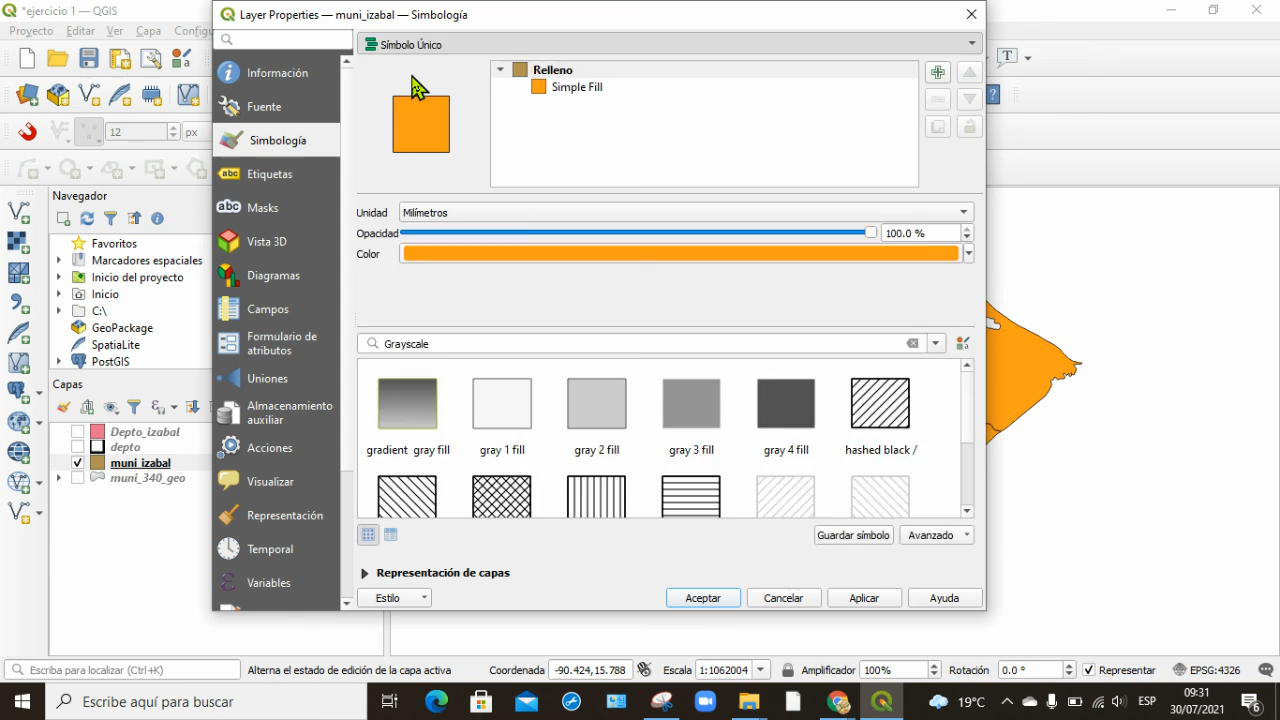 *ejercicio 1 — QGIS
Proyecto Editar Ver Capa Configu
Layer Properties — muni_izabal — Simbología
12 px
Navegador
Favoritos
Marcadores espaciales
Inicio del proyecto
Inicio
C:\
GeoPackage
SpatiaLite
PostGIS
Capas
Depto_izabal
depto
muni_izabal
muni_340_geo
Información
Fuente
Simbología
abc Etiquetas
abc Masks
Vista 3D
Diagramas
Campos
Formulario de
atributos
Uniones
Almacenamiento
auxiliar
Acciones
Visualizar
Representación
Temporal
Variables
Símbolo Único
Relleno
Simple Fill
Unidad Milímetros
Opacidad 100.0 %
Color
Grayscale
gradient gray fill
gray 1 fill
gray 2 fill
gray 3 fill
gray 4 fill
hashed black /
Guardar símbolo Avanzado
Representación de capas
Estilo Aceptar Cancelar Aplicar Ayuda
T
Escriba para localizar (Ctrl+K) Alterna el estado de edición de la capa activa Coordenada -90.424,15.788 Escala 1:1062004 Amplificador 100% Rotación 0.0 ° Representar EPSG:4326
Escribe aquí para buscar
19°C ESP
09:31
30/07/2021
6